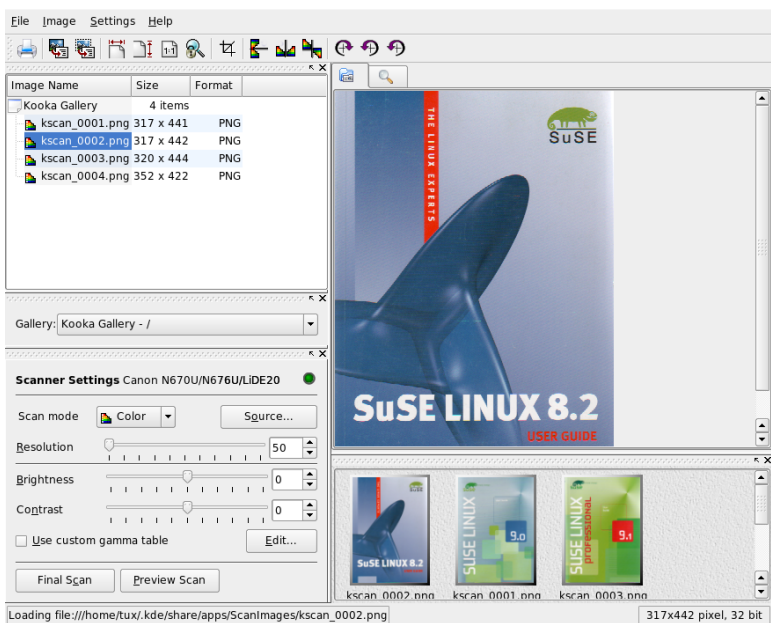 File Image Settings Help
Image Name Size Format
Kooka Gallery 4 items
kscan_0001.png 317 x 441 PNG
kscan_0002.png 317 x 442 PNG
kscan_0003.png 320 x 444 PNG
kscan_0004.png 352 x 422 PNG
Gallery: Kooka Gallery - /
Scanner Settings Canon N670U/N676U/LiDE20
Scan mode Color Source...
Resolution 50
Brightness 0
Contrast 0
Use custom gamma table Edit...
Final Scan Preview Scan
THE LINUX EXPERTS
SuSE
SuSE LINUX 8.2
USER GUIDE
SuSE LINUX 8.2
SUSE LINUX
9.0
SUSE LINUX
professional
9.1
kscan_0002.png kscan_0001.png kscan_0003.png
Loading file:///home/tux/.kde/share/apps/ScanImages/kscan_0002.png 317x442 pixel, 32 bit